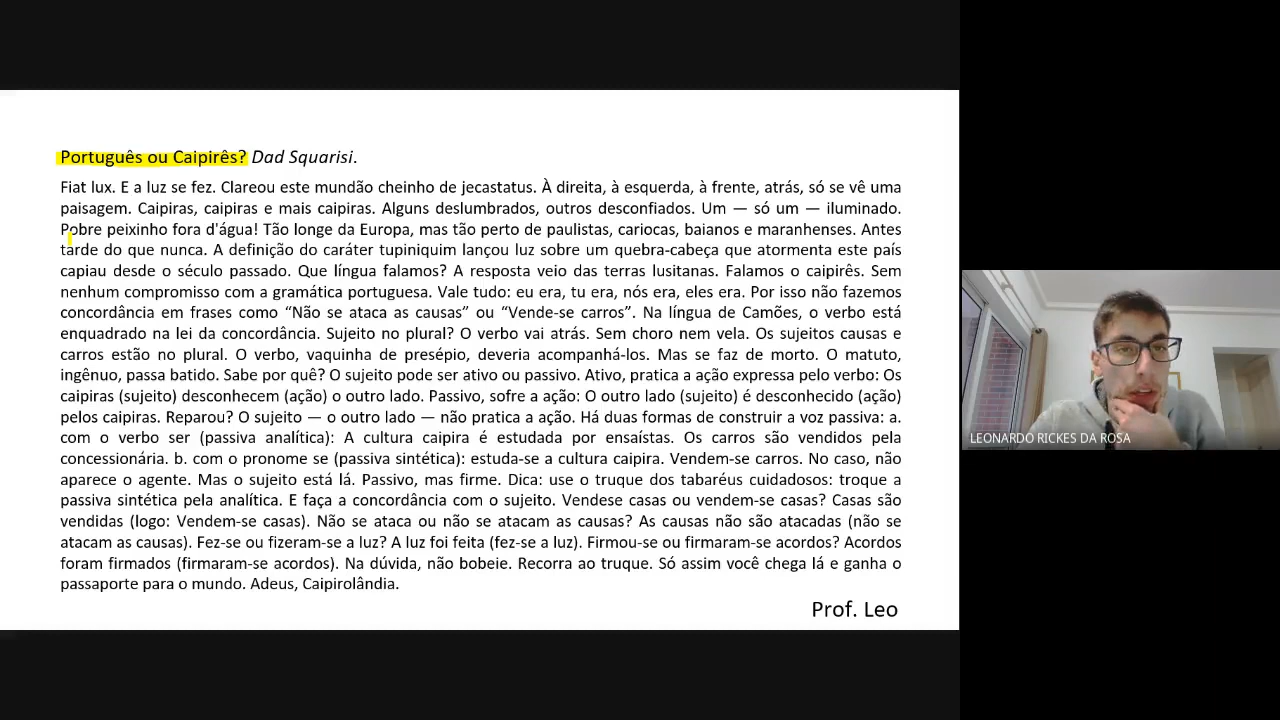 Português ou Caipirês? Dad Squarisi.
Fiat lux. E a luz se fez. Clareou este mundão cheinho de jecastatus. À direita, à esquerda, à frente, atrás, só se vê uma
paisagem. Caipiras, caipiras e mais caipiras. Alguns deslumbrados, outros desconfiados. Um — só um — iluminado.
Pobre peixinho fora d'água! Tão longe da Europa, mas tão perto de paulistas, cariocas, baianos e maranhenses. Antes
tarde do que nunca. A definição do caráter tupiniquim lançou luz sobre um quebra-cabeça que atormenta este país
capiau desde o século passado. Que língua falamos? A resposta veio das terras lusitanas. Falamos o caipirês. Sem
nenhum compromisso com a gramática portuguesa. Vale tudo: eu era, tu era, nós era, eles era. Por isso não fazemos
concordância em frases como “Não se ataca as causas” ou “Vende-se carros”. Na língua de Camões, o verbo está
enquadrado na lei da concordância. Sujeito no plural? O verbo vai atrás. Sem choro nem vela. Os sujeitos causas e
carros estão no plural. O verbo, vaquinha de presépio, deveria acompanhá-los. Mas se faz de morto. O matuto,
ingênuo, passa batido. Sabe por quê? O sujeito pode ser ativo ou passivo. Ativo, pratica a ação expressa pelo verbo: Os
caipiras (sujeito) desconhecem (ação) o outro lado. Passivo, sofre a ação: O outro lado (sujeito) é desconhecido (ação)
pelos caipiras. Reparou? O sujeito — o outro lado — não pratica a ação. Há duas formas de construir a voz passiva: a.
com o verbo ser (passiva analítica): A cultura caipira é estudada por ensaístas. Os carros são vendidos pela
concessionária. b. com o pronome se (passiva sintética): estuda-se a cultura caipira. Vendem-se carros. No caso, não
aparece o agente. Mas o sujeito está lá. Passivo, mas firme. Dica: use o truque dos tabaréus cuidadosos: troque a
passiva sintética pela analítica. E faça a concordância com o sujeito. Vendese casas ou vendem-se casas? Casas são
vendidas (logo: Vendem-se casas). Não se ataca ou não se atacam as causas? As causas não são atacadas (não se
atacam as causas). Fez-se ou fizeram-se a luz? A luz foi feita (fez-se a luz). Firmou-se ou firmaram-se acordos? Acordos
foram firmados (firmaram-se acordos). Na dúvida, não bobeie. Recorra ao truque. Só assim você chega lá e ganha o
passaporte para o mundo. Adeus, Caipirolândia.
Prof. Leo
LEONARDO RICKES DA ROSA